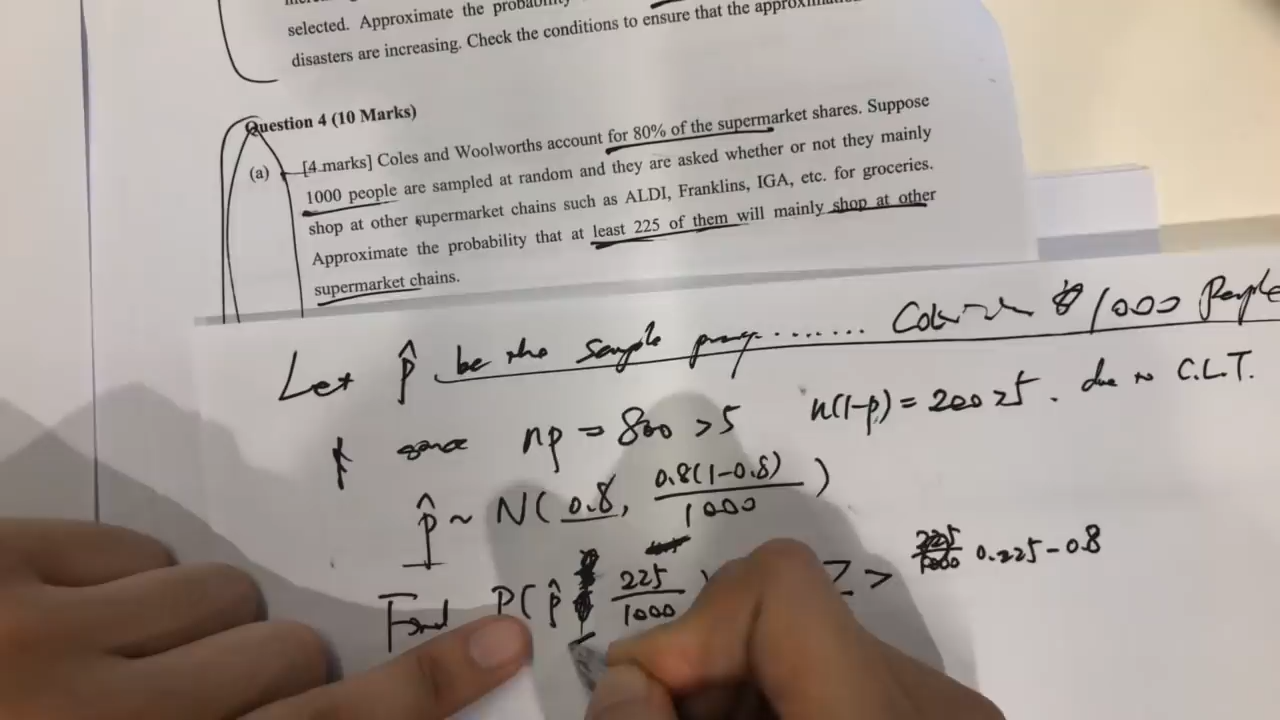 selected. Approximate the probability
disasters are increasing. Check the conditions to ensure that the approximation
Question 4 (10 Marks)
(a) [4 marks] Coles and Woolworths account for 80% of the supermarket shares. Suppose
1000 people are sampled at random and they are asked whether or not they mainly
shop at other supermarket chains such as ALDI, Franklins, IGA, etc. for groceries.
Approximate the probability that at least 225 of them will mainly shop at other
supermarket chains.
Let p̂ be the sample ........ 1000 People
since np = 800 >5 n(1-p) = 200>5. due to C.L.T.
p̂ ~ N( 0.8, 0.8(1-0.8)/1000 )
Find P( p̂ 225/1000 Z > 0.225-0.8